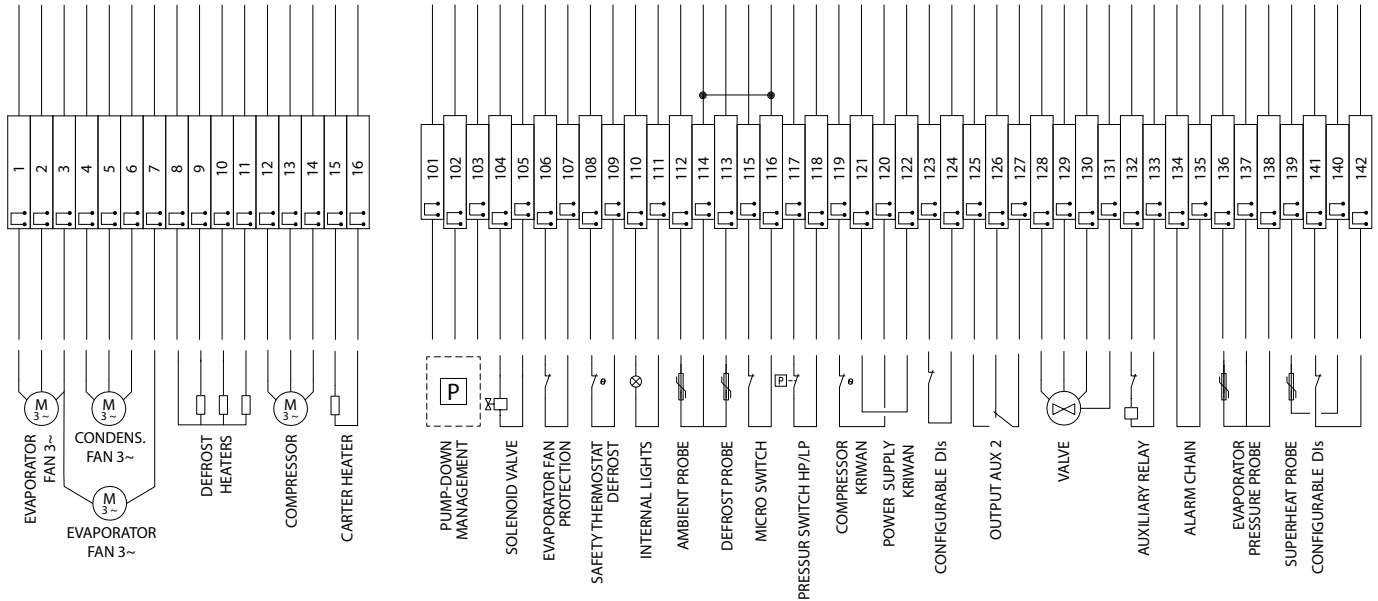 1
2
3
4
5
6
7
8
9
10
11
12
13
14
15
16
101
102
103
104
105
106
107
108
109
110
111
112
114
113
115
116
117
118
119
121
120
122
123
124
125
126
127
128
129
130
131
132
133
134
135
136
137
138
139
141
140
142
M
3 ~
EVAPORATOR
FAN 3~
M
3 ~
CONDENS.
FAN 3~
M
3 ~
EVAPORATOR
FAN 3~
DEFROST
HEATERS
M
3 ~
COMPRESSOR
CARTER HEATER
P
PUMP-DOWN
MANAGEMENT
SOLENOID VALVE
EVAPORATOR FAN
PROTECTION
θ
SAFETY THERMOSTAT
DEFROST
INTERNAL LIGHTS
AMBIENT PROBE
DEFROST PROBE
MICRO SWITCH
P
PRESSUR SWITCH HP/LP
θ
COMPRESSOR
KRIWAN
POWER SUPPLY
KRIWAN
CONFIGURABLE DIs
OUTPUT AUX 2
VALVE
AUXILIARY RELAY
ALARM CHAIN
EVAPORATOR
PRESSURE PROBE
SUPERHEAT PROBE
CONFIGURABLE DIs